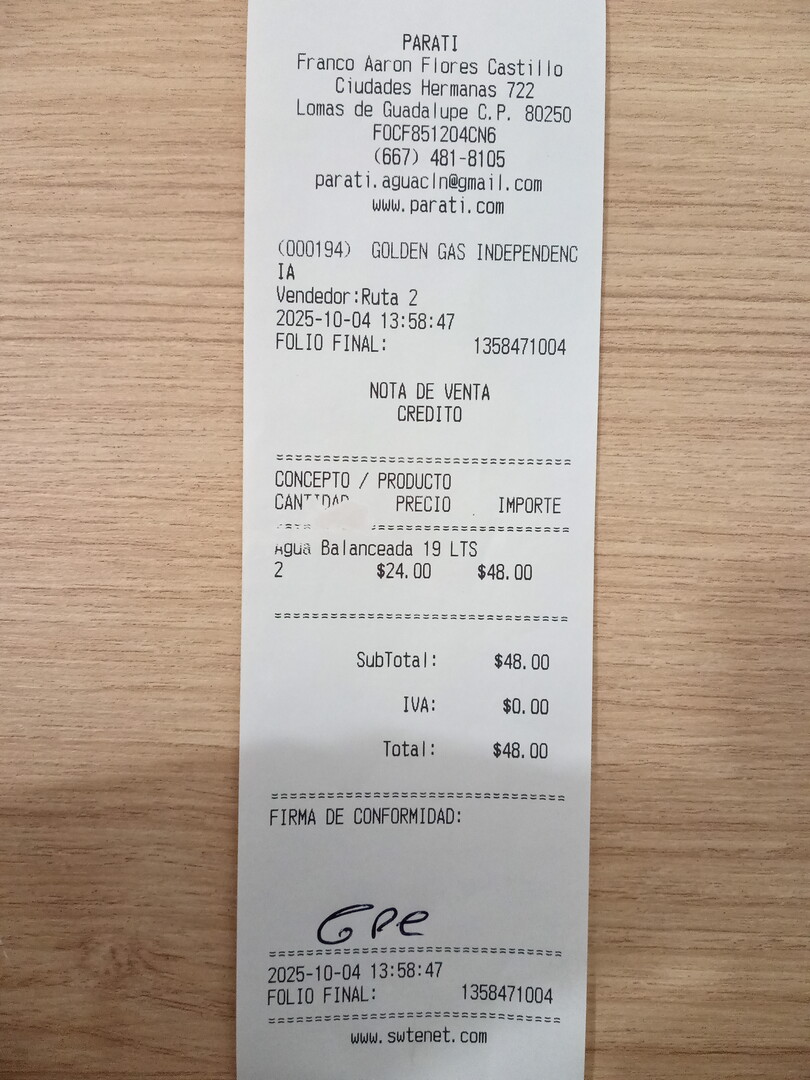 PARATI
Franco Aaron Flores Castillo
Ciudades Hermanas 722
Lomas de Guadalupe C.P. 80250
FOCF851204CN6
(667) 481-8105
parati.aguacln@gmail.com
www.parati.com
(000194) GOLDEN GAS INDEPENDENC
IA
Vendedor:Ruta 2
2025-10-04 13:58:47
FOLIO FINAL: 1358471004
NOTA DE VENTA
CREDITO
================================
CONCEPTO / PRODUCTO
CANTIDAD PRECIO IMPORTE
================================
Agua Balanceada 19 LTS
2 $24.00 $48.00
================================
SubTotal: $48.00
IVA: $0.00
Total: $48.00
================================
FIRMA DE CONFORMIDAD:
GPe
================================
2025-10-04 13:58:47
FOLIO FINAL: 1358471004
================================
www.swtenet.com